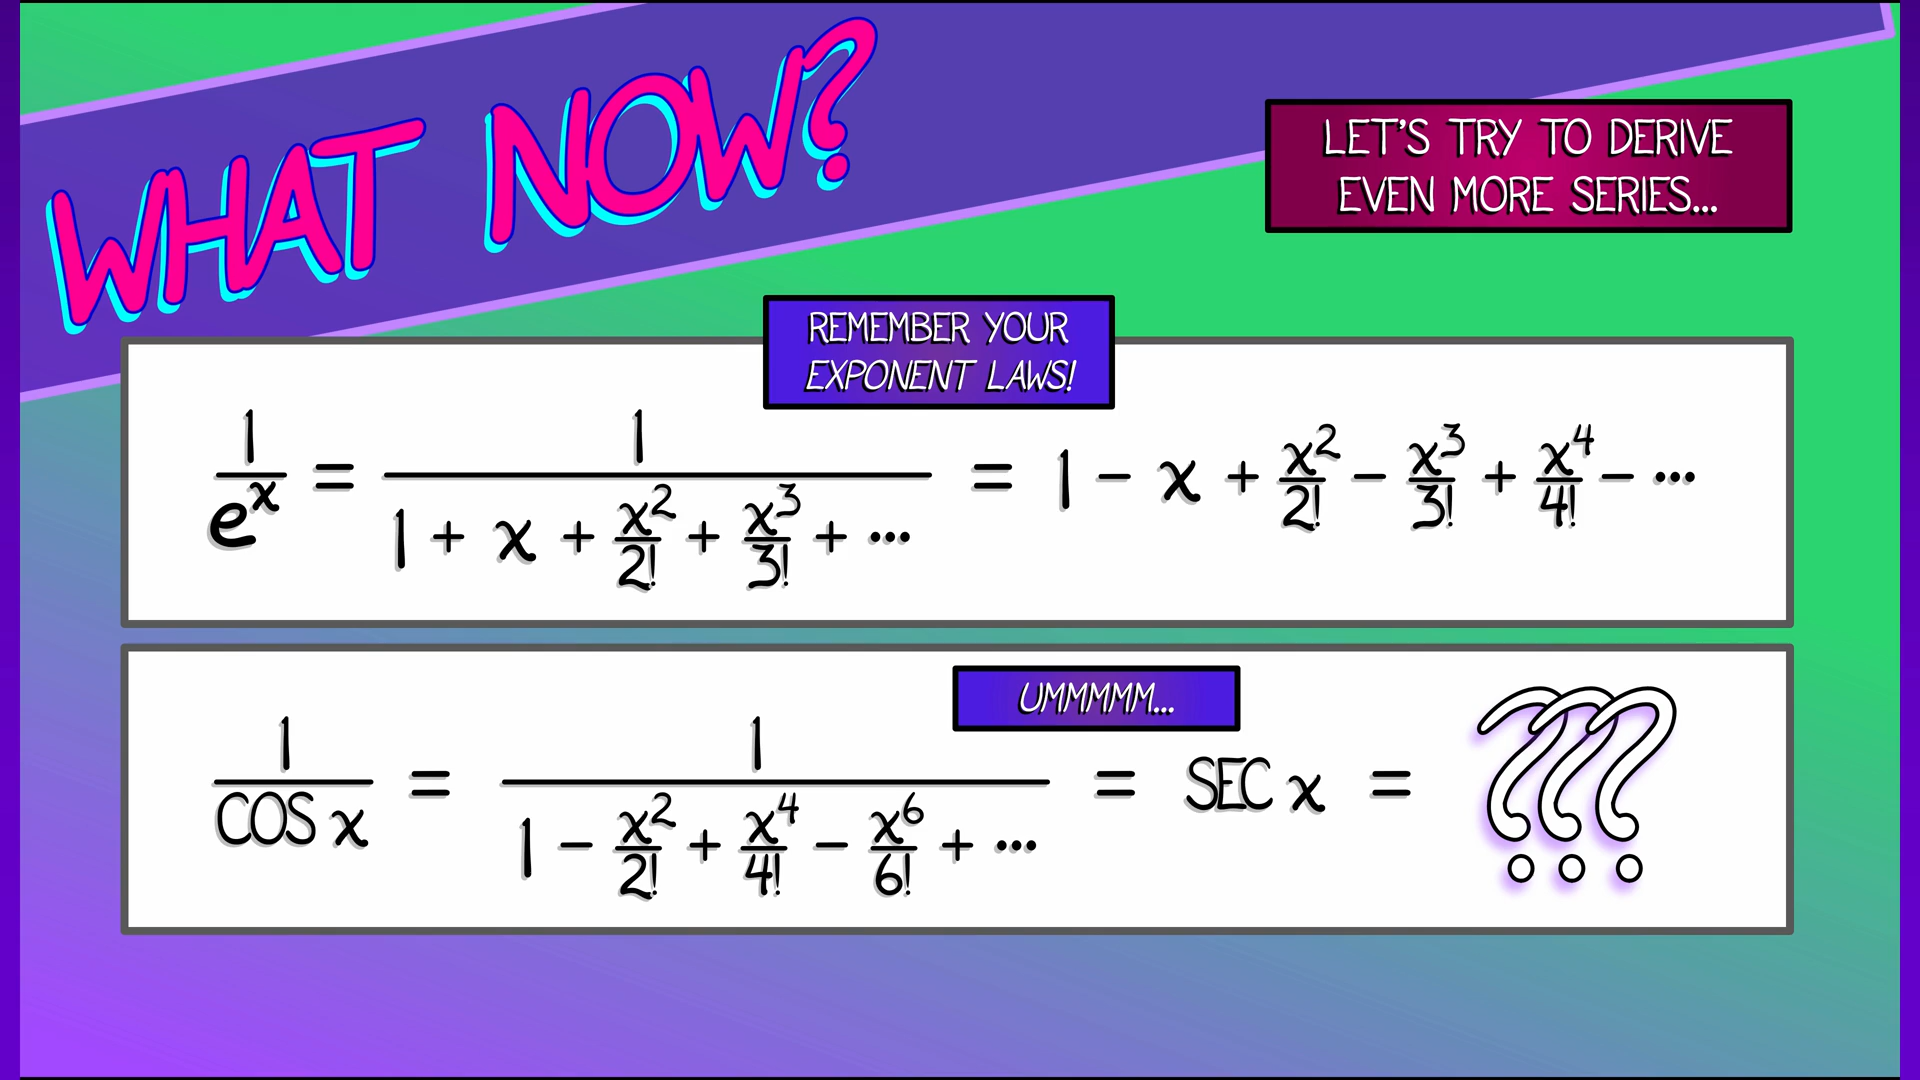 WHAT NOW?
LET'S TRY TO DERIVE
EVEN MORE SERIES...
REMEMBER YOUR
EXPONENT LAWS!
1/e^x = 1/(1 + x + x^2/2! + x^3/3! + ···) = 1 - x + x^2/2! - x^3/3! + x^4/4! - ···
UMMMMM...
1/COS x = 1/(1 - x^2/2! + x^4/4! - x^6/6! + ···) = SEC x = ???